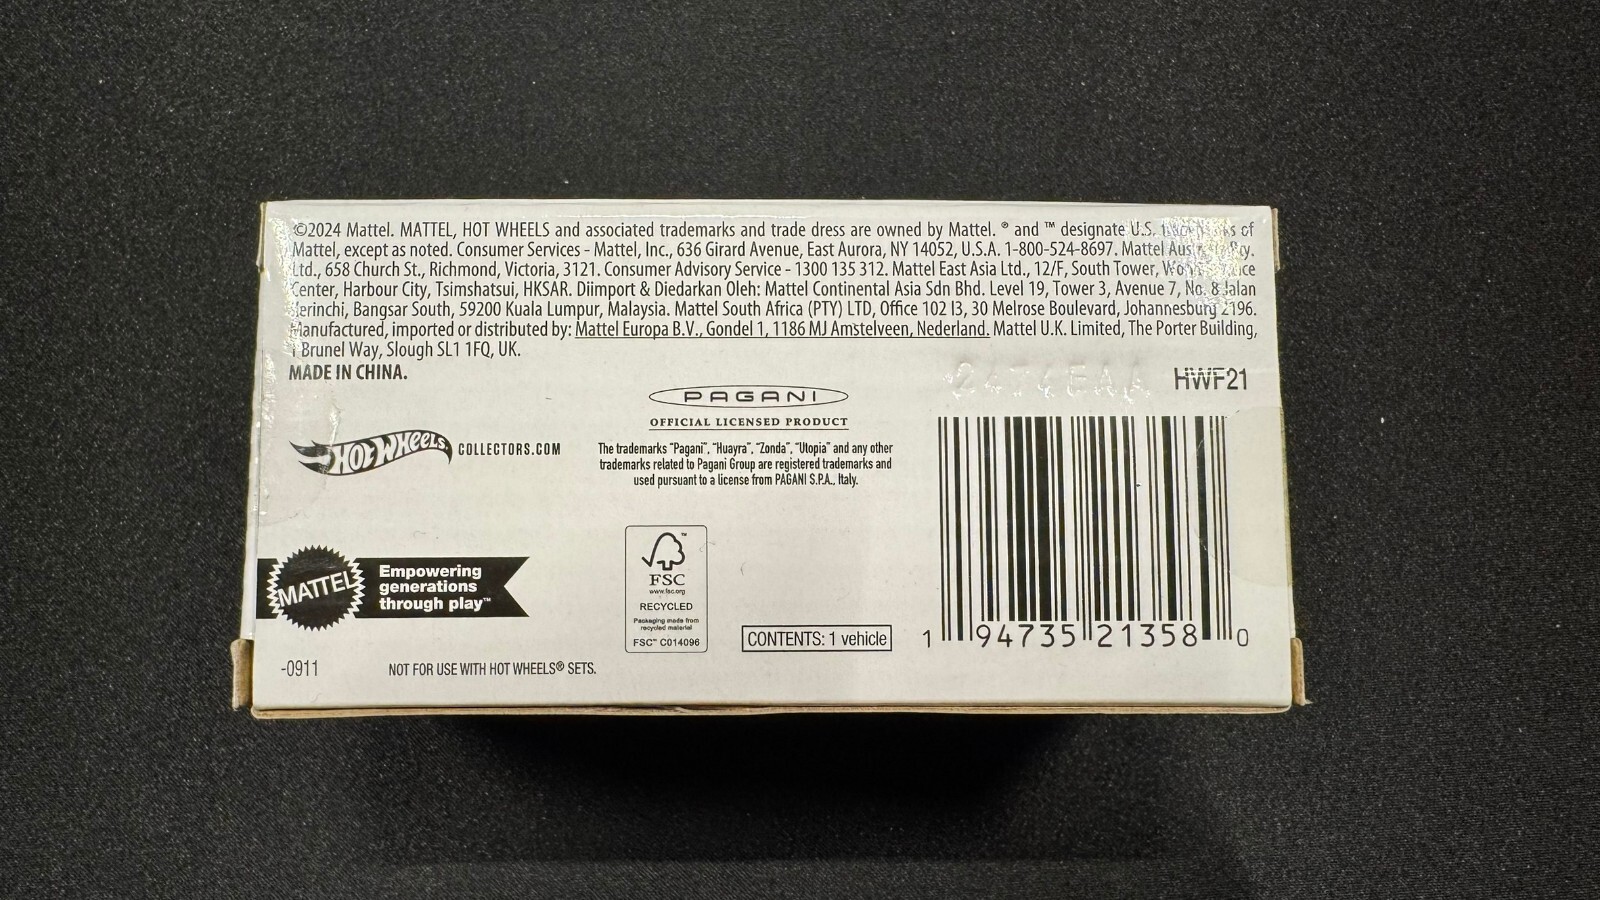 ©2024 Mattel. MATTEL, HOT WHEELS and associated trademarks and trade dress are owned by Mattel. ® and ™ designate U.S. of
Mattel, except as noted. Consumer Services - Mattel, Inc., 636 Girard Avenue, East Aurora, NY 14052, U.S.A. 1-800-524-8697. Mattel
Ltd., 658 Church St., Richmond, Victoria, 3121. Consumer Advisory Service - 1300 135 312. Mattel East Asia Ltd., 12/F, South Tower,
Center, Harbour City, Tsimshatsui, HKSAR. Diimport & Diedarkan Oleh: Mattel Continental Asia Sdn Bhd. Level 19, Tower 3, Avenue 7, No. 8 Jalan
Kerinchi, Bangsar South, 59200 Kuala Lumpur, Malaysia. Mattel South Africa (PTY) LTD, Office 102 I3, 30 Melrose Boulevard, Johannesburg 2196.
Manufactured, imported or distributed by: Mattel Europa B.V., Gondel 1, 1186 MJ Amstelveen, Nederland. Mattel U.K. Limited, The Porter Building,
1 Brunel Way, Slough SL1 1FQ, UK.
MADE IN CHINA.
HWF21
PAGANI
OFFICIAL LICENSED PRODUCT
The trademarks "Pagani", "Huayra", "Zonda", "Utopia" and any other
trademarks related to Pagani Group are registered trademarks and
used pursuant to a license from PAGANI S.P.A., Italy.
HOT WHEELS COLLECTORS.COM
MATTEL
Empowering
generations
through play™
FSC
www.fsc.org
RECYCLED
Packaging made from
recycled material
FSC™ C014096
CONTENTS: 1 vehicle
1 94735 21358 0
-0911
NOT FOR USE WITH HOT WHEELS® SETS.